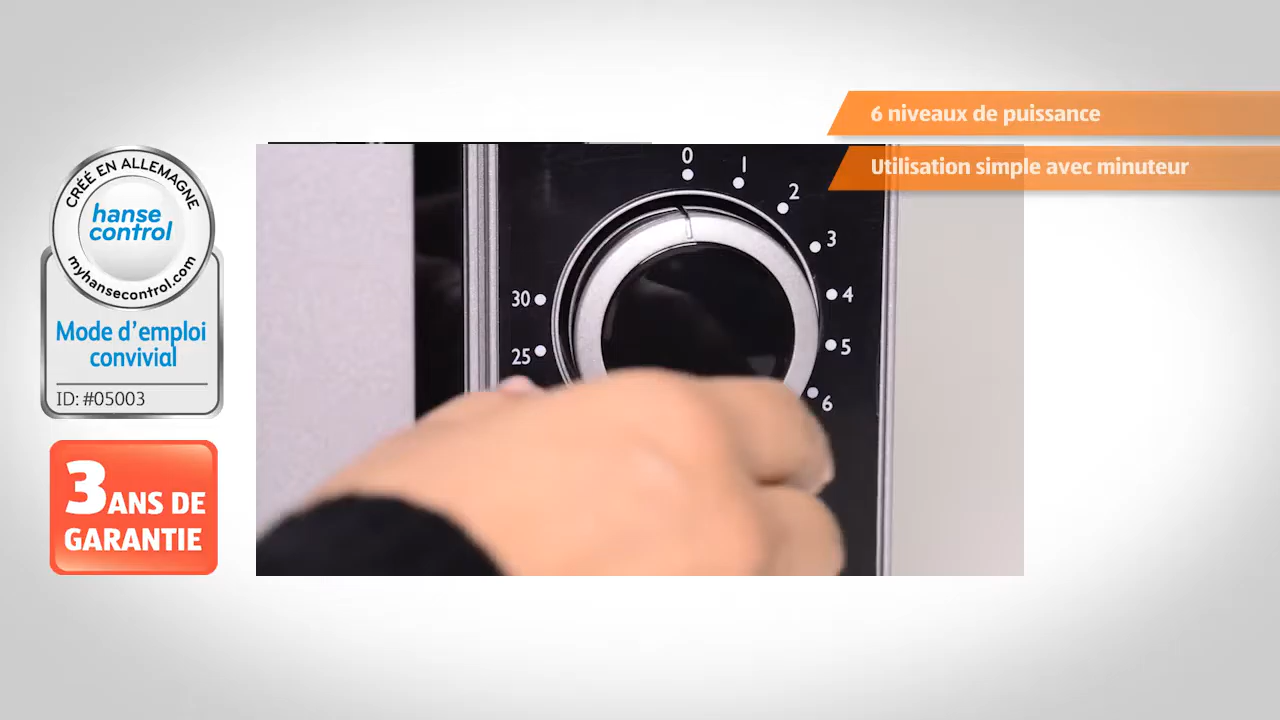 6 niveaux de puissance
Utilisation simple avec minuteur
CRÉÉ EN ALLEMAGNE
hanse
control
myhansecontrol.com
Mode d'emploi
convivial
ID: #05003
3 ANS DE
GARANTIE
0
1
2
3
4
5
6
25
30